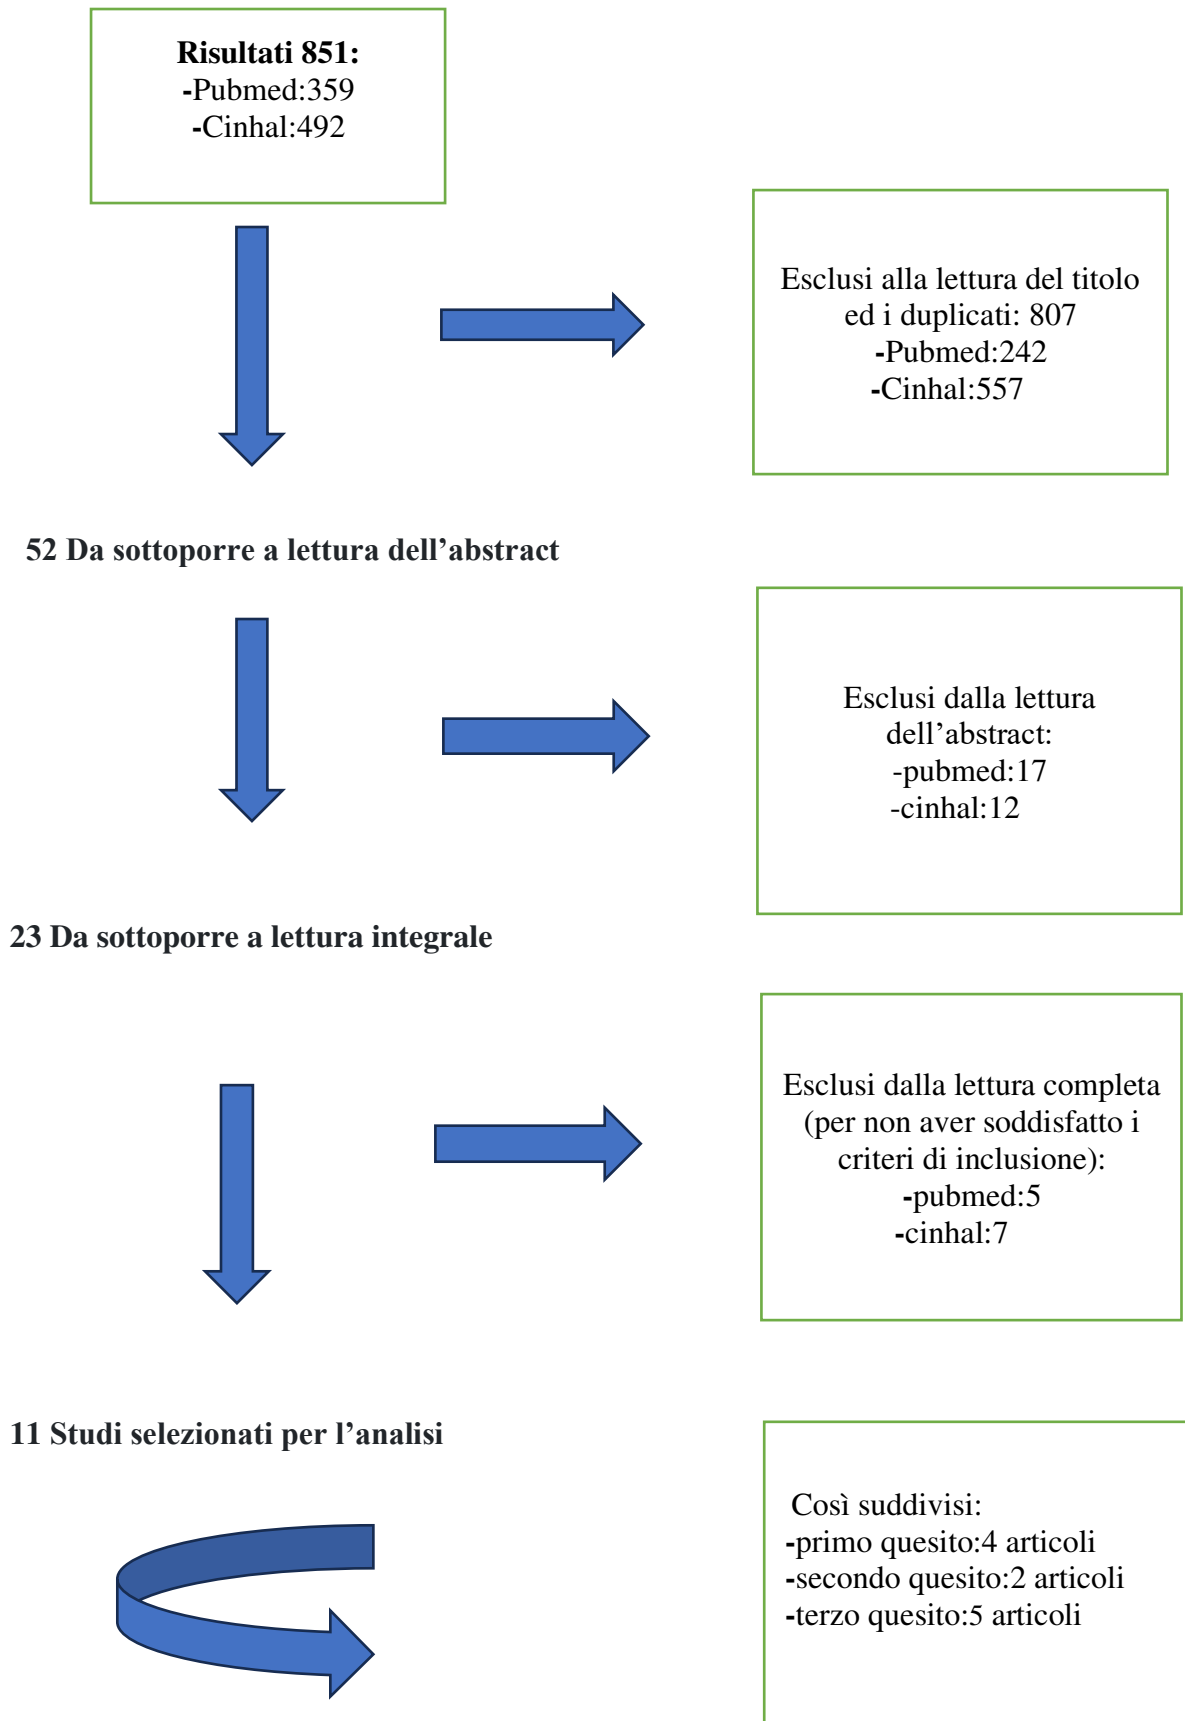 Risultati 851:
-Pubmed:359
-Cinhal:492
Esclusi alla lettura del titolo
ed i duplicati: 807
-Pubmed:242
-Cinhal:557
52 Da sottoporre a lettura dell’abstract
Esclusi dalla lettura
dell’abstract:
-pubmed:17
-cinhal:12
23 Da sottoporre a lettura integrale
Esclusi dalla lettura completa
(per non aver soddisfatto i
criteri di inclusione):
-pubmed:5
-cinhal:7
11 Studi selezionati per l’analisi
Così suddivisi:
-primo quesito:4 articoli
-secondo quesito:2 articoli
-terzo quesito:5 articoli